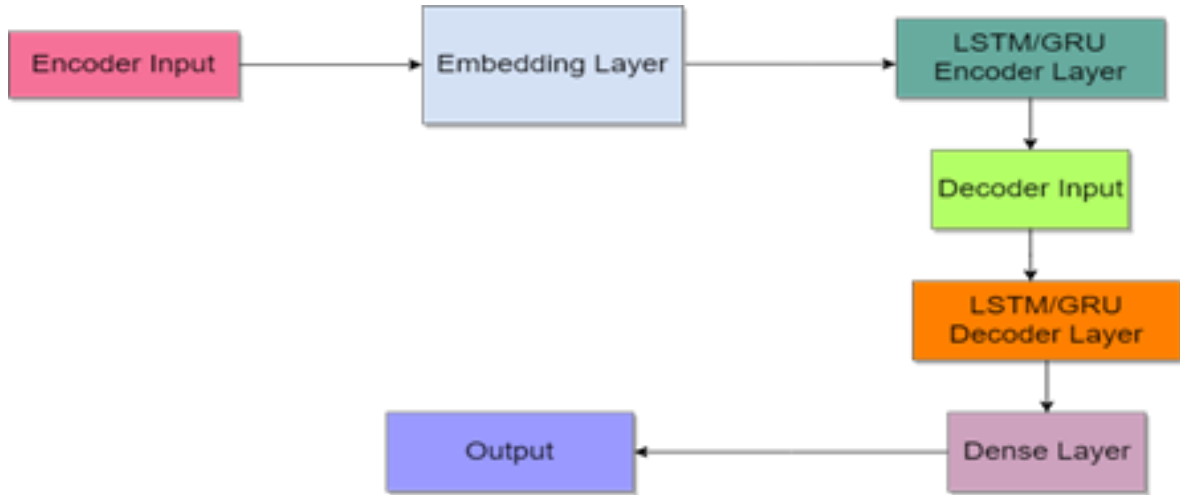 Encoder Input
Embedding Layer
LSTM/GRU
Encoder Layer
Decoder Input
LSTM/GRU
Decoder Layer
Dense Layer
Output